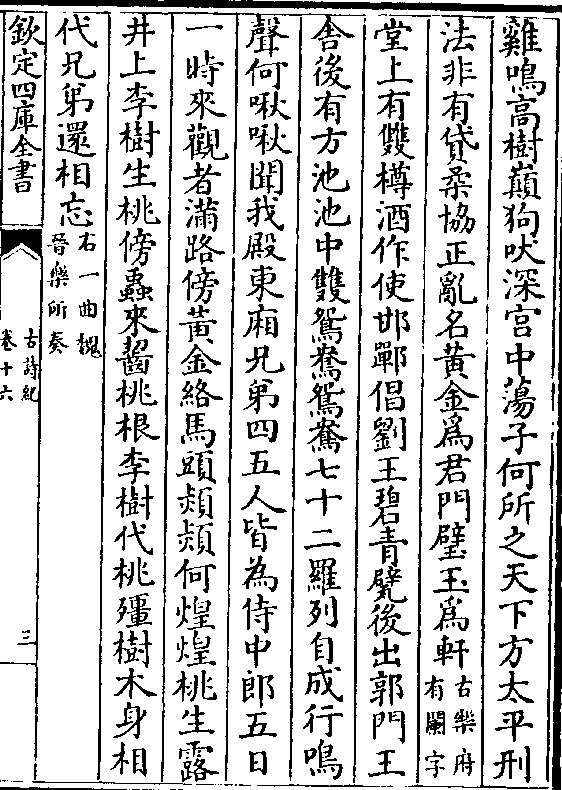 雞鳴高樹巔狗吠深宫中蕩子何所之天下方太平刑
法非有貸柔協正亂名黄金爲君門璧玉爲軒古樂府有闌字
堂上有雙樽酒作使邯鄲倡劉王碧青甓後出郭門王
舎後有方池池中雙鴛鴦鴛鴦七十二羅列自成行鳴
聲何啾啾聞我殿東廂兄弟四五人皆為侍中郎五日
一時來觀者滿路傍黄金絡馬頭熲熲何煌煌桃生露
井上李樹生桃傍蟲來齧桃根李樹代桃殭樹木身相
代兄弟還相忘右一曲魏晉樂所奏
欽定四庫全書
古詩紀
卷十六
三